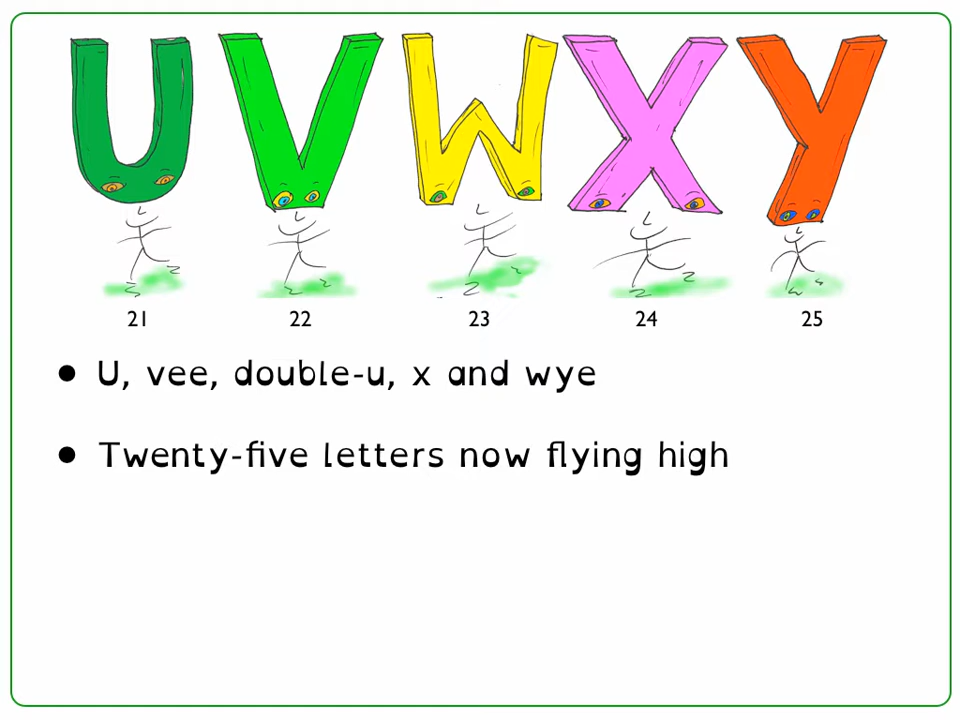 U V W X Y
21 22 23 24 25
• U, vee, double-u, x and wye
• Twenty-five letters now flying high